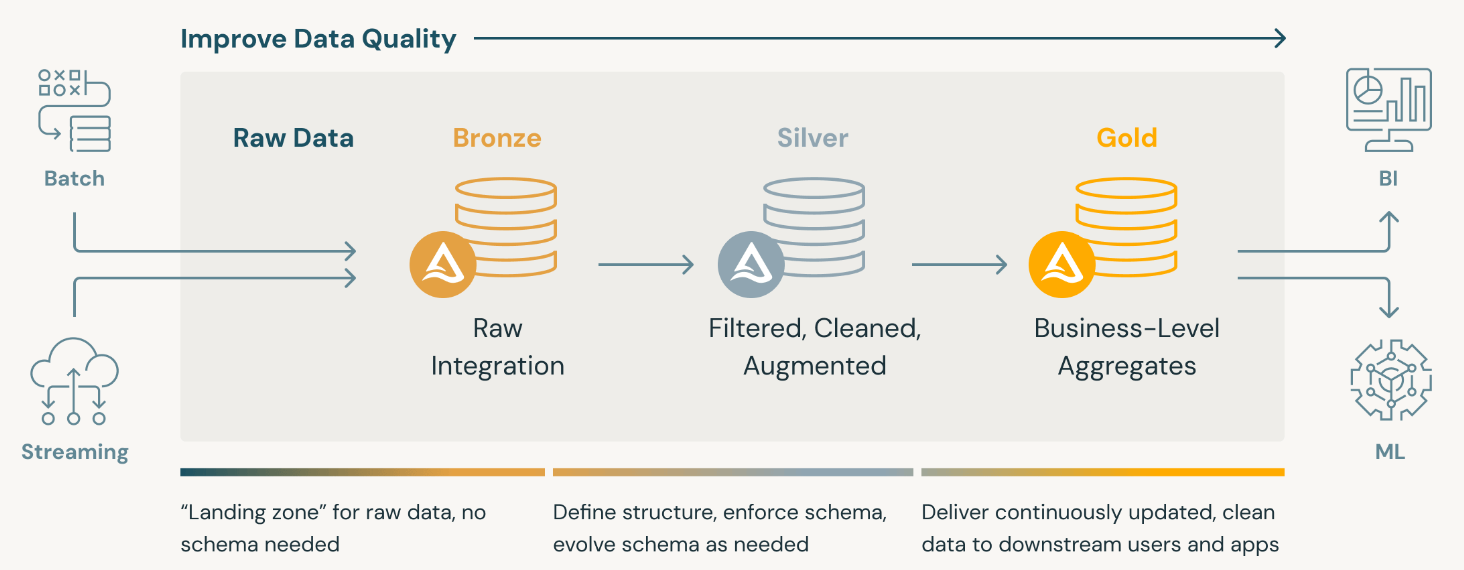 Improve Data Quality
Batch
Streaming
Raw Data
Bronze
Raw
Integration
Silver
Filtered, Cleaned,
Augmented
Gold
Business-Level
Aggregates
BI
ML
“Landing zone” for raw data, no
schema needed
Define structure, enforce schema,
evolve schema as needed
Deliver continuously updated, clean
data to downstream users and apps